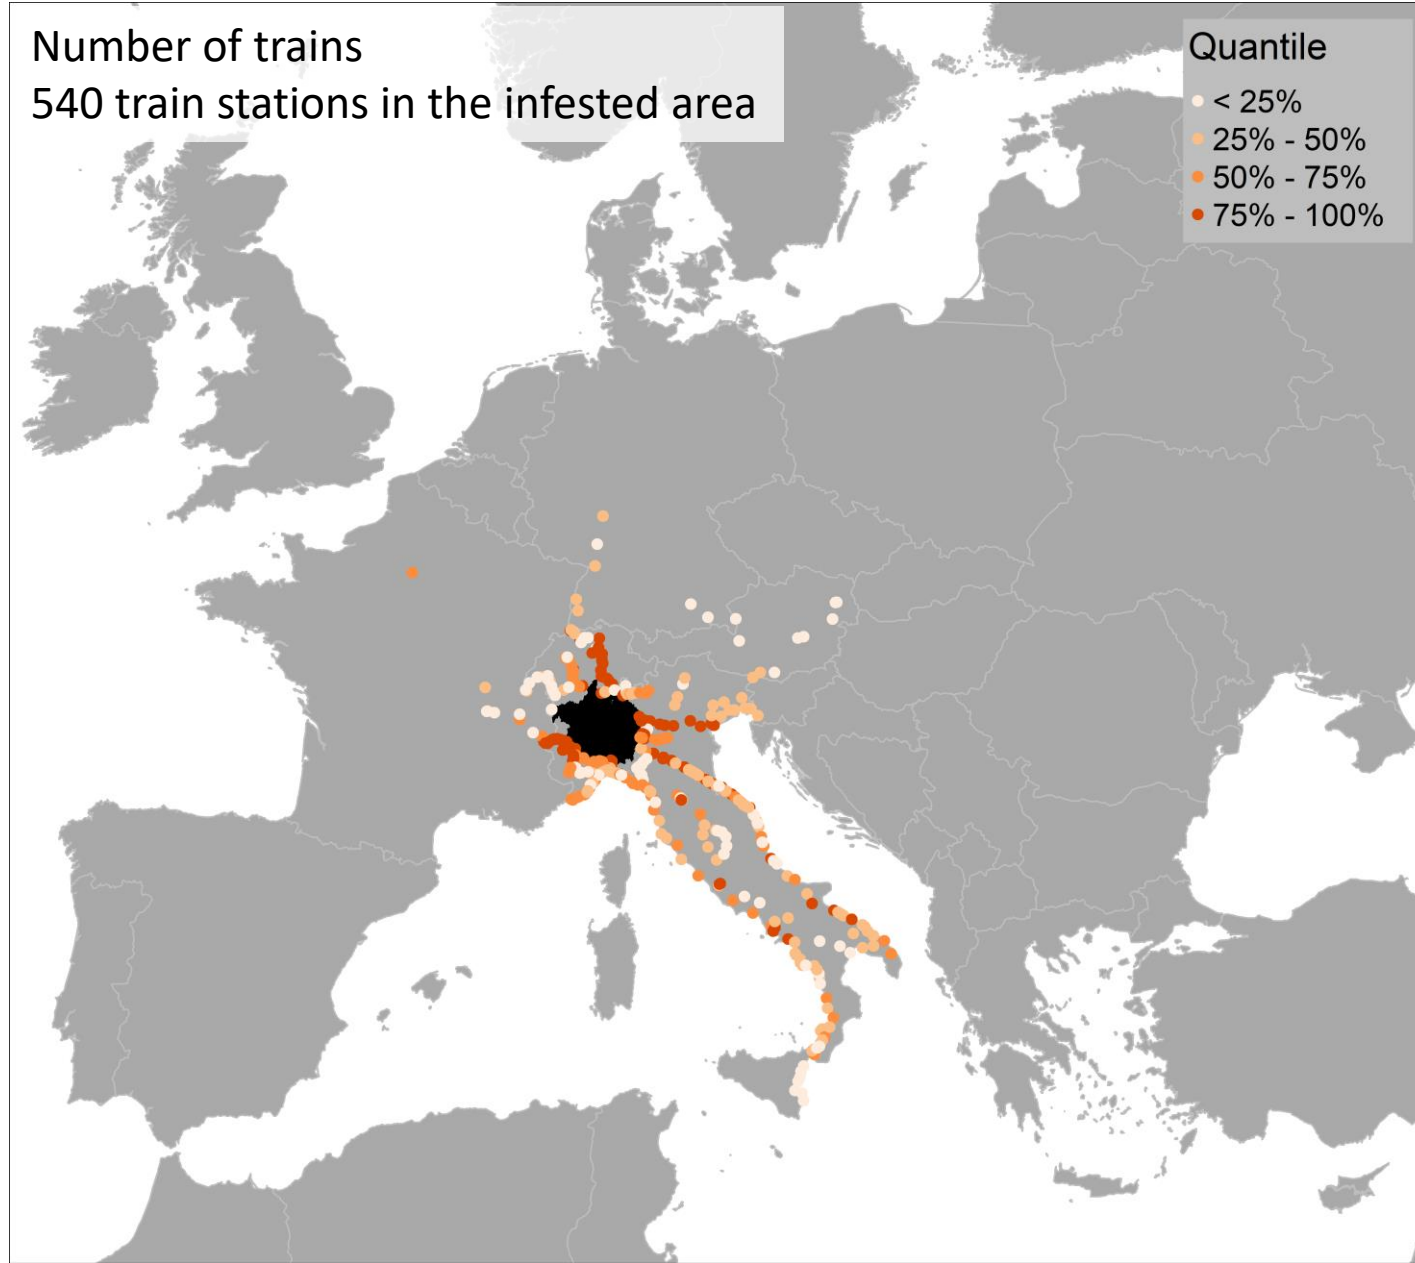 Number of trains
540 train stations in the infested area
Quantile
< 25%
25% - 50%
50% - 75%
75% - 100%